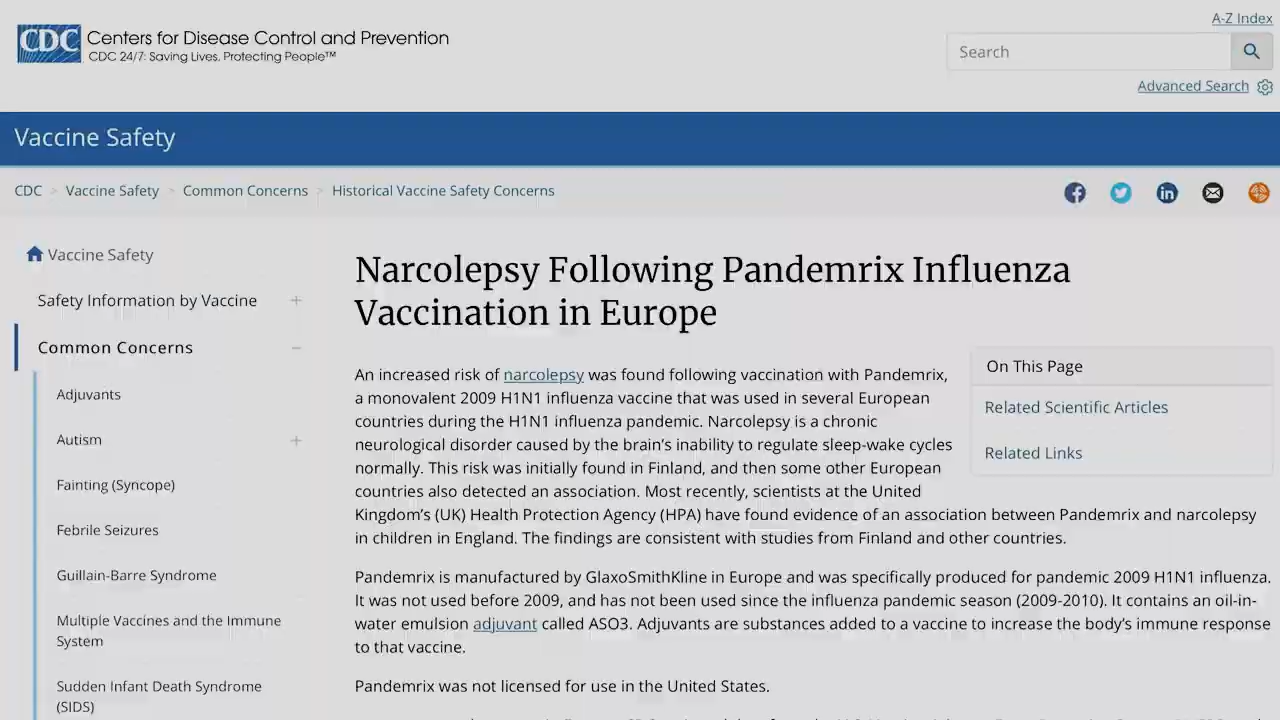 A-Z Index
CDC Centers for Disease Control and Prevention
CDC 24/7: Saving Lives. Protecting People™
Search
Advanced Search
Vaccine Safety
CDC > Vaccine Safety > Common Concerns > Historical Vaccine Safety Concerns
Vaccine Safety
Safety Information by Vaccine
Common Concerns
Adjuvants
Autism
Fainting (Syncope)
Febrile Seizures
Guillain-Barre Syndrome
Multiple Vaccines and the Immune
System
Sudden Infant Death Syndrome
(SIDS)
Narcolepsy Following Pandemrix Influenza
Vaccination in Europe
An increased risk of narcolepsy was found following vaccination with Pandemrix,
a monovalent 2009 H1N1 influenza vaccine that was used in several European
countries during the H1N1 influenza pandemic. Narcolepsy is a chronic
neurological disorder caused by the brain's inability to regulate sleep-wake cycles
normally. This risk was initially found in Finland, and then some other European
countries also detected an association. Most recently, scientists at the United
Kingdom's (UK) Health Protection Agency (HPA) have found evidence of an association between Pandemrix and narcolepsy
in children in England. The findings are consistent with studies from Finland and other countries.
Pandemrix is manufactured by GlaxoSmithKline in Europe and was specifically produced for pandemic 2009 H1N1 influenza.
It was not used before 2009, and has not been used since the influenza pandemic season (2009-2010). It contains an oil-in-
water emulsion adjuvant called ASO3. Adjuvants are substances added to a vaccine to increase the body's immune response
to that vaccine.
Pandemrix was not licensed for use in the United States.
On This Page
Related Scientific Articles
Related Links